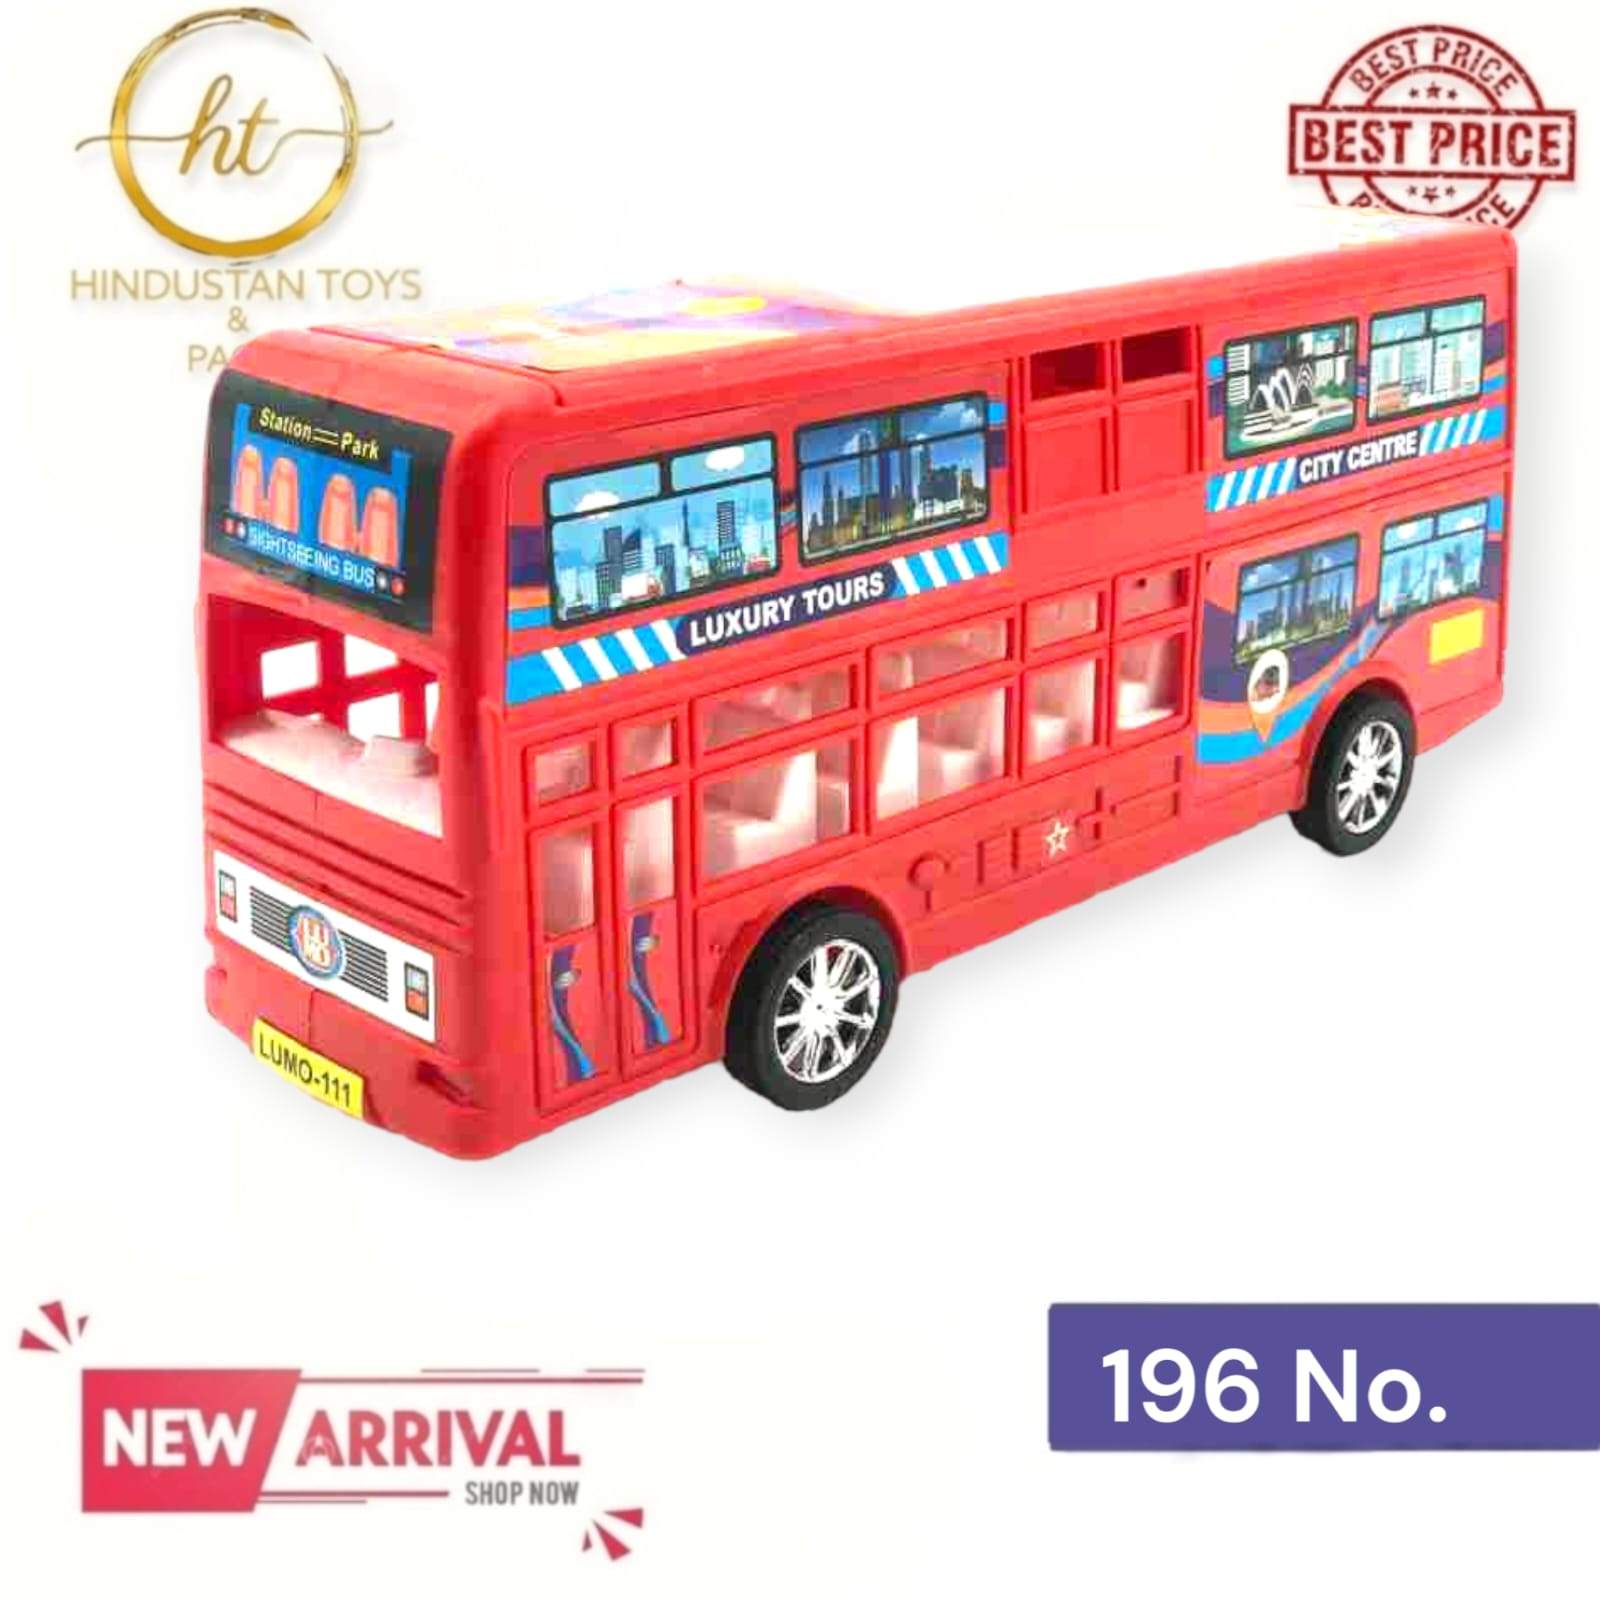 ht
HINDUSTAN TOYS
&
BEST PRICE
BEST PRICE
Station Park
SIGHTSEEING BUS
LUXURY TOURS
CITY CENTRE
LUMO-111
NEW ARRIVAL
SHOP NOW
196 No.